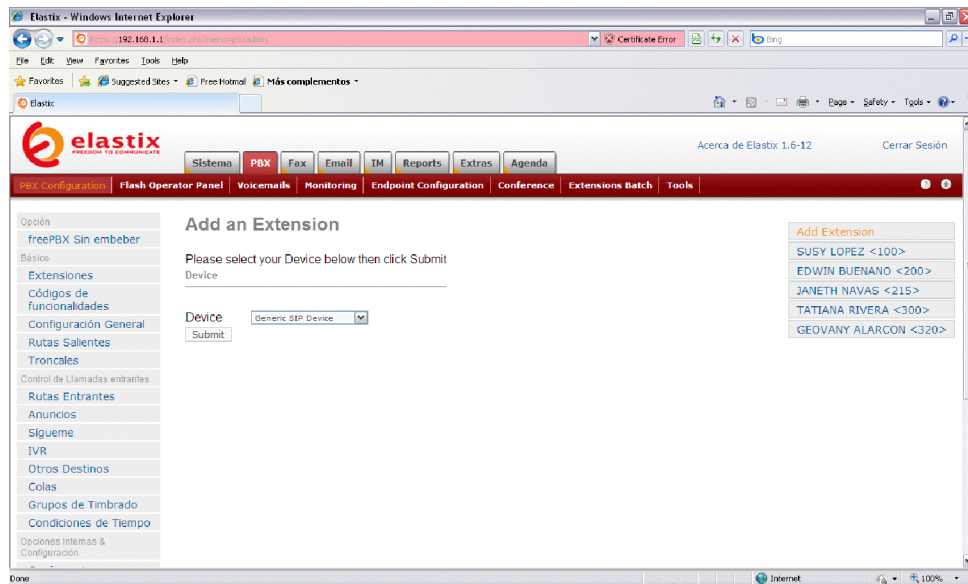 Elastix - Windows Internet Explorer
https://192.168.1.1/index.php?menu=pbxadmin
Certificate Error
Bing
File Edit View Favorites Tools Help
Favorites Suggested Sites Free Hotmail Más complementos
Elastix
Page Safety Tools
elastix
FREEDOM TO COMMUNICATE
Acerca de Elastix 1.6-12 Cerrar Sesión
Sistema PBX Fax Email IM Reports Extras Agenda
PBX Configuration Flash Operator Panel Voicemails Monitoring Endpoint Configuration Conference Extensions Batch Tools
Opción
freePBX Sin embeber
Básico
Extensiones
Códigos de
funcionalidades
Configuración General
Rutas Salientes
Troncales
Control de Llamadas entrantes
Rutas Entrantes
Anuncios
Sígueme
IVR
Otros Destinos
Colas
Grupos de Timbrado
Condiciones de Tiempo
Opciones Internas &
Configuración
Add an Extension
Please select your Device below then click Submit
Device
Device Generic SIP Device
Submit
Add Extension
SUSY LOPEZ <100>
EDWIN BUENANO <200>
JANETH NAVAS <215>
TATIANA RIVERA <300>
GEOVANY ALARCON <320>
Done Internet 100%